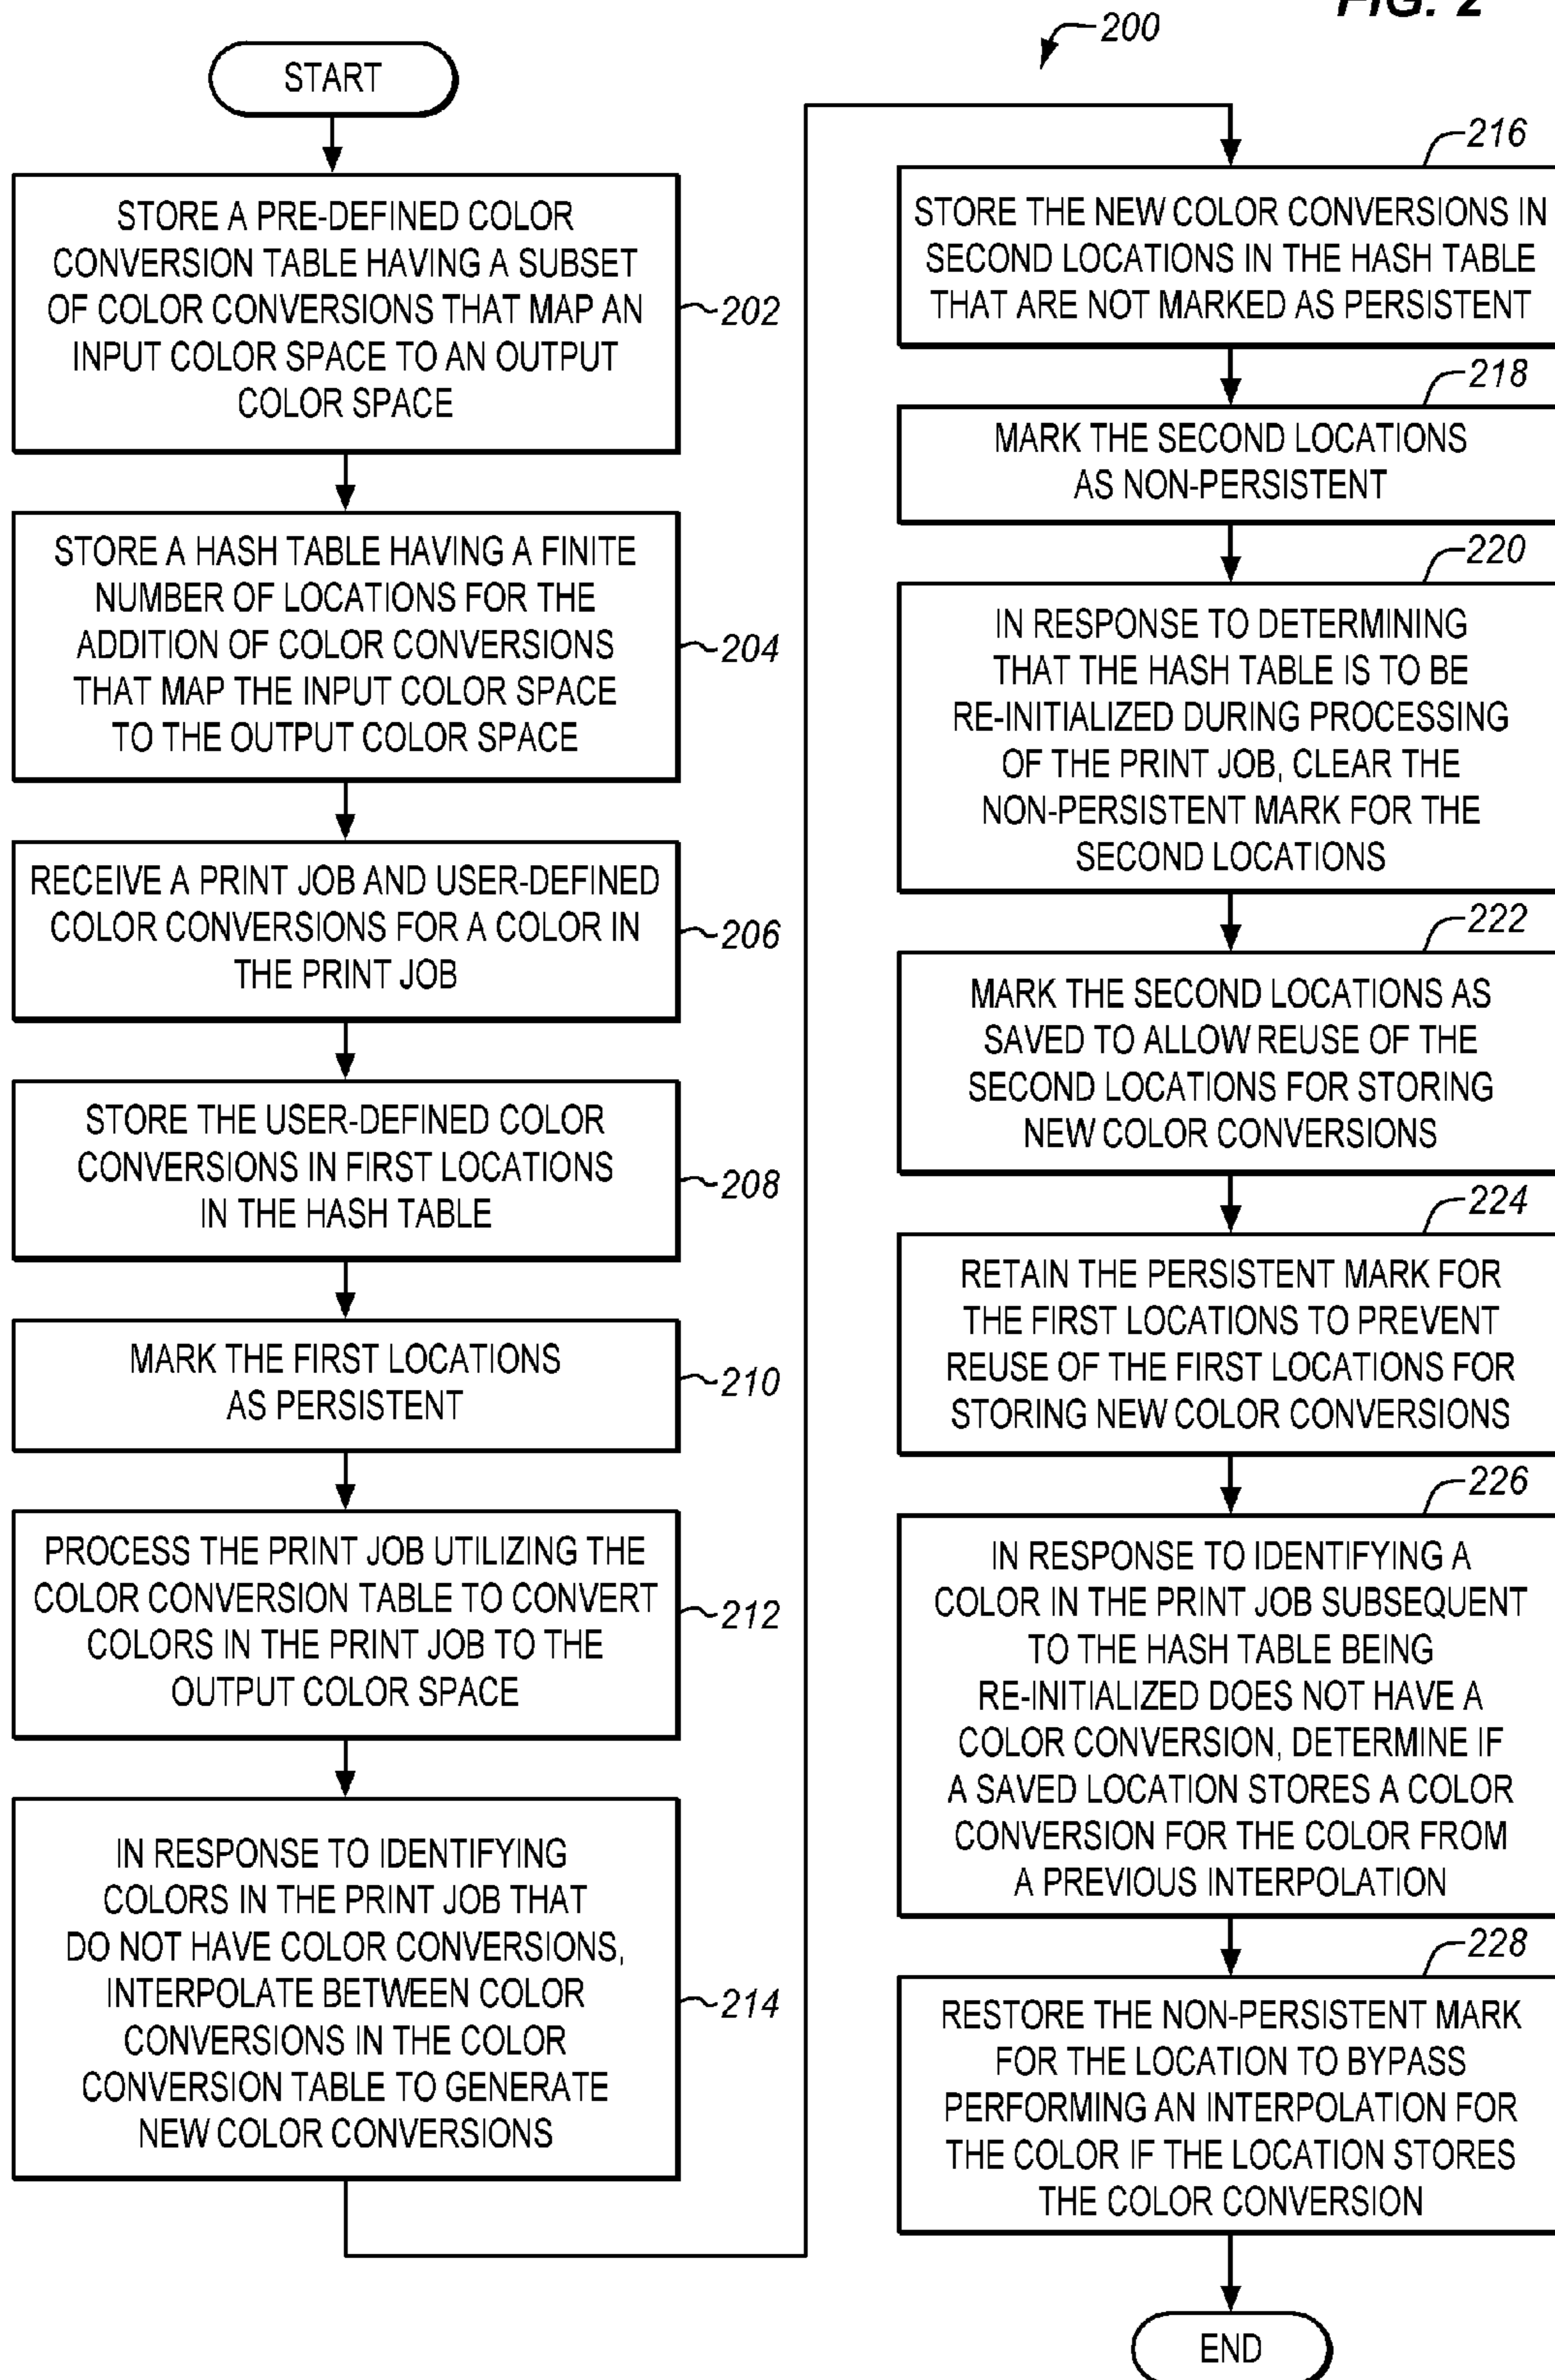 FIG. 2
200
START
STORE A PRE-DEFINED COLOR
CONVERSION TABLE HAVING A SUBSET
OF COLOR CONVERSIONS THAT MAP AN
INPUT COLOR SPACE TO AN OUTPUT
COLOR SPACE
202
STORE A HASH TABLE HAVING A FINITE
NUMBER OF LOCATIONS FOR THE
ADDITION OF COLOR CONVERSIONS
THAT MAP THE INPUT COLOR SPACE
TO THE OUTPUT COLOR SPACE
204
RECEIVE A PRINT JOB AND USER-DEFINED
COLOR CONVERSIONS FOR A COLOR IN
THE PRINT JOB
206
STORE THE USER-DEFINED COLOR
CONVERSIONS IN FIRST LOCATIONS
IN THE HASH TABLE
208
MARK THE FIRST LOCATIONS
AS PERSISTENT
210
PROCESS THE PRINT JOB UTILIZING THE
COLOR CONVERSION TABLE TO CONVERT
COLORS IN THE PRINT JOB TO THE
OUTPUT COLOR SPACE
212
IN RESPONSE TO IDENTIFYING
COLORS IN THE PRINT JOB THAT
DO NOT HAVE COLOR CONVERSIONS,
INTERPOLATE BETWEEN COLOR
CONVERSIONS IN THE COLOR
CONVERSION TABLE TO GENERATE
NEW COLOR CONVERSIONS
214
216
STORE THE NEW COLOR CONVERSIONS IN
SECOND LOCATIONS IN THE HASH TABLE
THAT ARE NOT MARKED AS PERSISTENT
218
MARK THE SECOND LOCATIONS
AS NON-PERSISTENT
220
IN RESPONSE TO DETERMINING
THAT THE HASH TABLE IS TO BE
RE-INITIALIZED DURING PROCESSING
OF THE PRINT JOB, CLEAR THE
NON-PERSISTENT MARK FOR THE
SECOND LOCATIONS
222
MARK THE SECOND LOCATIONS AS
SAVED TO ALLOW REUSE OF THE
SECOND LOCATIONS FOR STORING
NEW COLOR CONVERSIONS
224
RETAIN THE PERSISTENT MARK FOR
THE FIRST LOCATIONS TO PREVENT
REUSE OF THE FIRST LOCATIONS FOR
STORING NEW COLOR CONVERSIONS
226
IN RESPONSE TO IDENTIFYING A
COLOR IN THE PRINT JOB SUBSEQUENT
TO THE HASH TABLE BEING
RE-INITIALIZED DOES NOT HAVE A
COLOR CONVERSION, DETERMINE IF
A SAVED LOCATION STORES A COLOR
CONVERSION FOR THE COLOR FROM
A PREVIOUS INTERPOLATION
228
RESTORE THE NON-PERSISTENT MARK
FOR THE LOCATION TO BYPASS
PERFORMING AN INTERPOLATION FOR
THE COLOR IF THE LOCATION STORES
THE COLOR CONVERSION
END